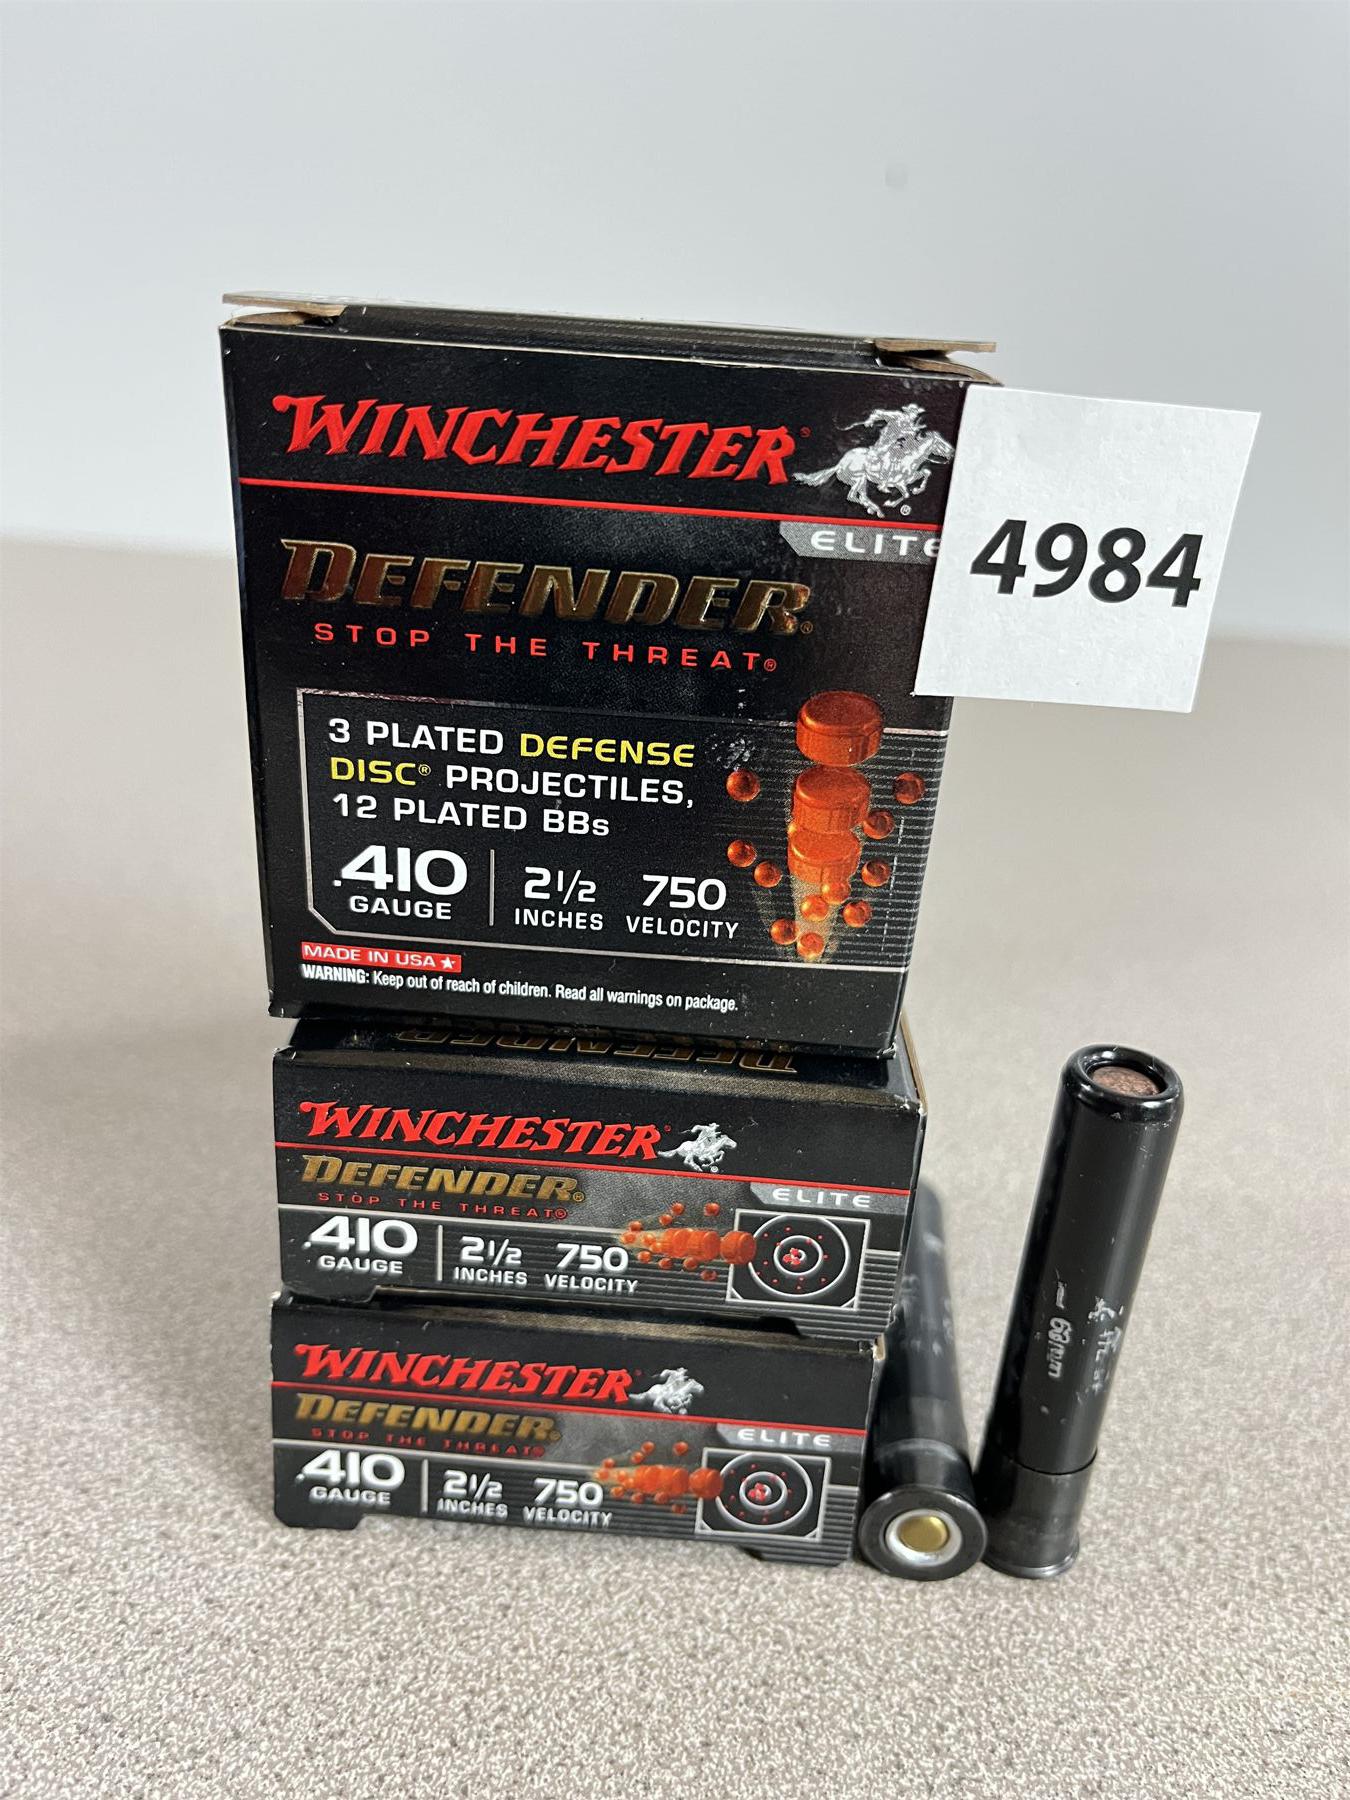 WINCHESTER®
ELITE
4984
DEFENDER®
STOP THE THREAT®
3 PLATED DEFENSE
DISC® PROJECTILES,
12 PLATED BBs
.410
GAUGE
2 1/2
INCHES
750
VELOCITY
MADE IN USA
WARNING: Keep out of reach of children. Read all warnings on package.
DEFENDER
WINCHESTER®
DEFENDER®
ELITE
STOP THE THREAT®
.410
GAUGE
2 1/2
INCHES
750
VELOCITY
WINCHESTER
DEFENDER®
ELITE
STOP THE THREAT®
.410
GAUGE
2 1/2
INCHES
750
VELOCITY